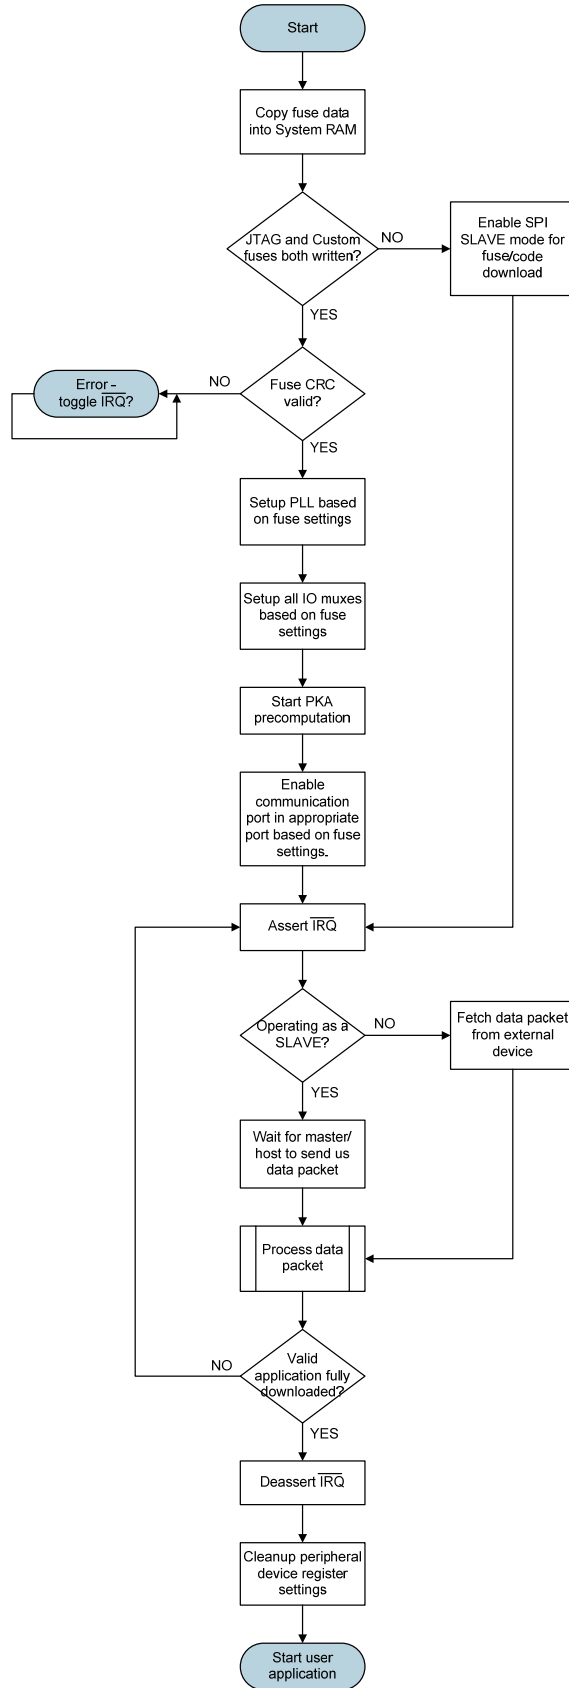 Start
Copy fuse data
into System RAM
JTAG and Custom
fuses both written?
NO
Enable SPI
SLAVE mode for
fuse/code
download
YES
Fuse CRC
valid?
NO
Error –
toggle IRQ?
YES
Setup PLL based
on fuse settings
Setup all IO muxes
based on fuse
settings
Start PKA
precomputation
Enable
communication
port in appropriate
port based on fuse
settings.
Assert IRQ
Operating as a
SLAVE?
NO
Fetch data packet
from external
device
YES
Wait for master/
host to send us
data packet
Process data
packet
Valid
application fully
downloaded?
NO
YES
Deassert IRQ
Cleanup peripheral
device register
settings
Start user
application